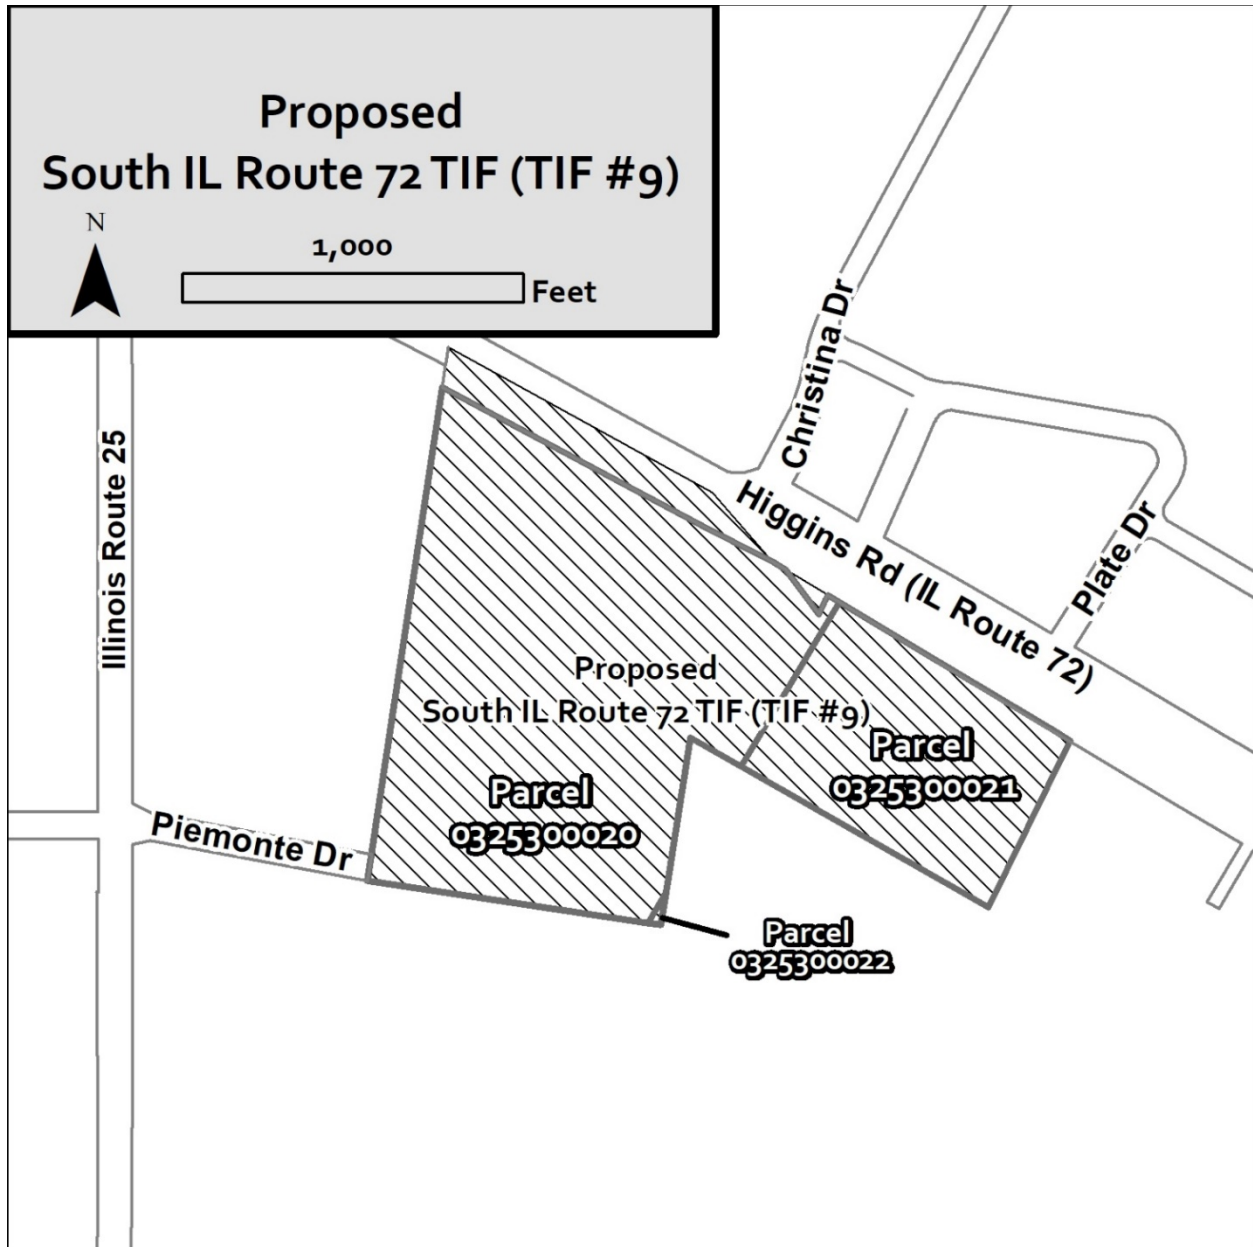 Proposed
South IL Route 72 TIF (TIF #9)
N
1,000
Feet
Christina Dr
Illinois Route 25
Higgins Rd (IL Route 72)
Plate Dr
Proposed
South IL Route 72 TIF (TIF #9)
Parcel
0325300021
Parcel
0325300020
Piemonte Dr
Parcel
0325300022